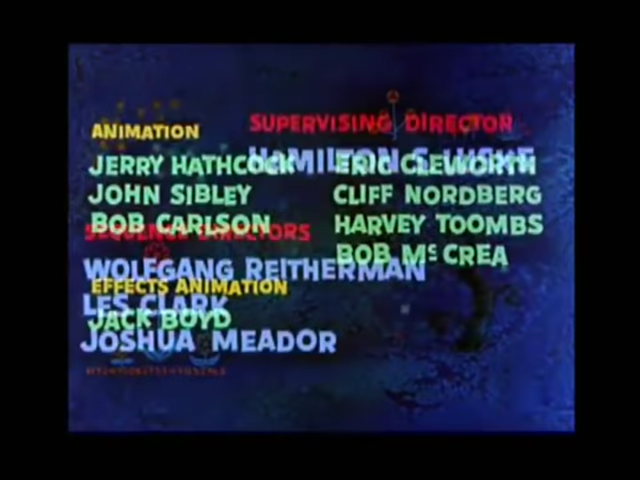 ANIMATION
JERRY HATHCOCK
JOHN SIBLEY
BOB CARLSON
ERIC CLEWORTH
CLIFF NORDBERG
HARVEY TOOMBS
BOB McCREA
EFFECTS ANIMATION
JACK BOYD
JOSHUA MEADOR
SUPERVISING DIRECTOR
HAMILTON S. LUSKE
SEQUENCE DIRECTORS
WOLFGANG REITHERMAN
LES CLARK